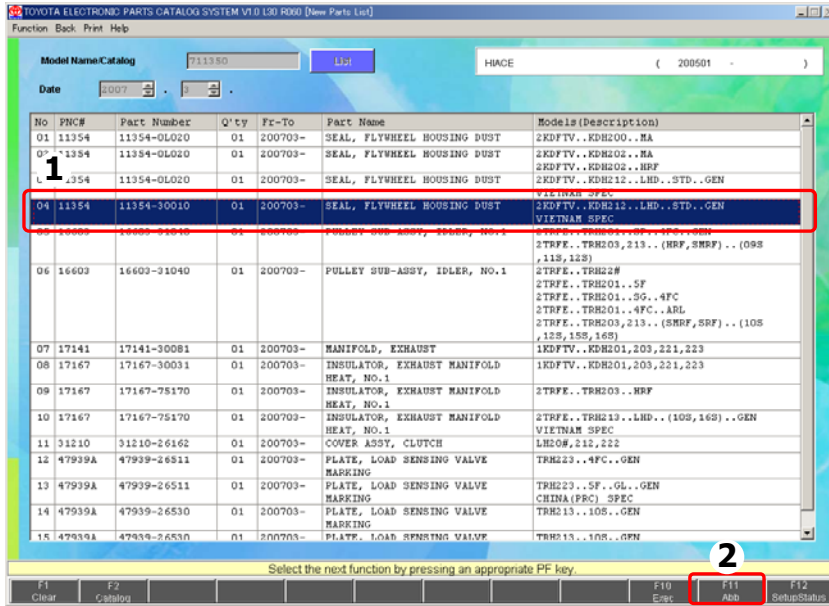 TOYOTA ELECTRONIC PARTS CATALOG SYSTEM V1.0 L30 R060 [New Parts List]
Function Back Print Help
Model Name/Catalog 711350 List HIACE ( 200501 - )
Date 2007 . 3 .
No PNC# Part Number Q'ty Fr-To Part Name Models(Description)
01 11354 11354-0L020 01 200703- SEAL, FLYWHEEL HOUSING DUST 2KDFTV..KDH200..MA
11354 11354-0L020 01 200703- SEAL, FLYWHEEL HOUSING DUST 2KDFTV..KDH202..MA
2KDFTV..KDH202..HRF
1
11354-0L020 01 200703- SEAL, FLYWHEEL HOUSING DUST 2KDFTV..KDH212..LHD..STD..GEN
VIETNAM SPEC
04 11354 11354-30010 01 200703- SEAL, FLYWHEEL HOUSING DUST 2KDFTV..KDH212..LHD..STD..GEN
VIETNAM SPEC
05 16603 16603-31040 01 200703- PULLEY SUB-ASSY, IDLER, NO.1
2TRFE..TRH203,213..(HRF,SMRF)..(09S
,11S,12S)
06 16603 16603-31040 01 200703- PULLEY SUB-ASSY, IDLER, NO.1 2TRFE..TRH22#
2TRFE..TRH201..5F
2TRFE..TRH201..SG..4FC
2TRFE..TRH201..4FC..ARL
2TRFE..TRH203,213..(SMRF,SRF)..(10S
,12S,15S,16S)
07 17141 17141-30081 01 200703- MANIFOLD, EXHAUST 1KDFTV..KDH201,203,221,223
08 17167 17167-30031 01 200703- INSULATOR, EXHAUST MANIFOLD 1KDFTV..KDH201,203,221,223
HEAT, NO.1
09 17167 17167-75170 01 200703- INSULATOR, EXHAUST MANIFOLD 2TRFE..TRH203..HRF
HEAT, NO.1
10 17167 17167-75170 01 200703- INSULATOR, EXHAUST MANIFOLD 2TRFE..TRH213..LHD..(10S,16S)..GEN
HEAT, NO.1 VIETNAM SPEC
11 31210 31210-26162 01 200703- COVER ASSY, CLUTCH LH20#,212,222
12 47939A 47939-26511 01 200703- PLATE, LOAD SENSING VALVE TRH223..4FC..GEN
MARKING
13 47939A 47939-26511 01 200703- PLATE, LOAD SENSING VALVE TRH223..5F..GL..GEN
MARKING CHINA(PRC) SPEC
14 47939A 47939-26530 01 200703- PLATE, LOAD SENSING VALVE TRH213..10S..GEN
MARKING
15 47939A 47939-26530 01 200703- PLATE, LOAD SENSING VALVE TRH213..10S..GEN
2
Select the next function by pressing an appropriate PF key.
F1 F2 F10 F11 F12
Clear Catalog Exec Abb SetupStatus